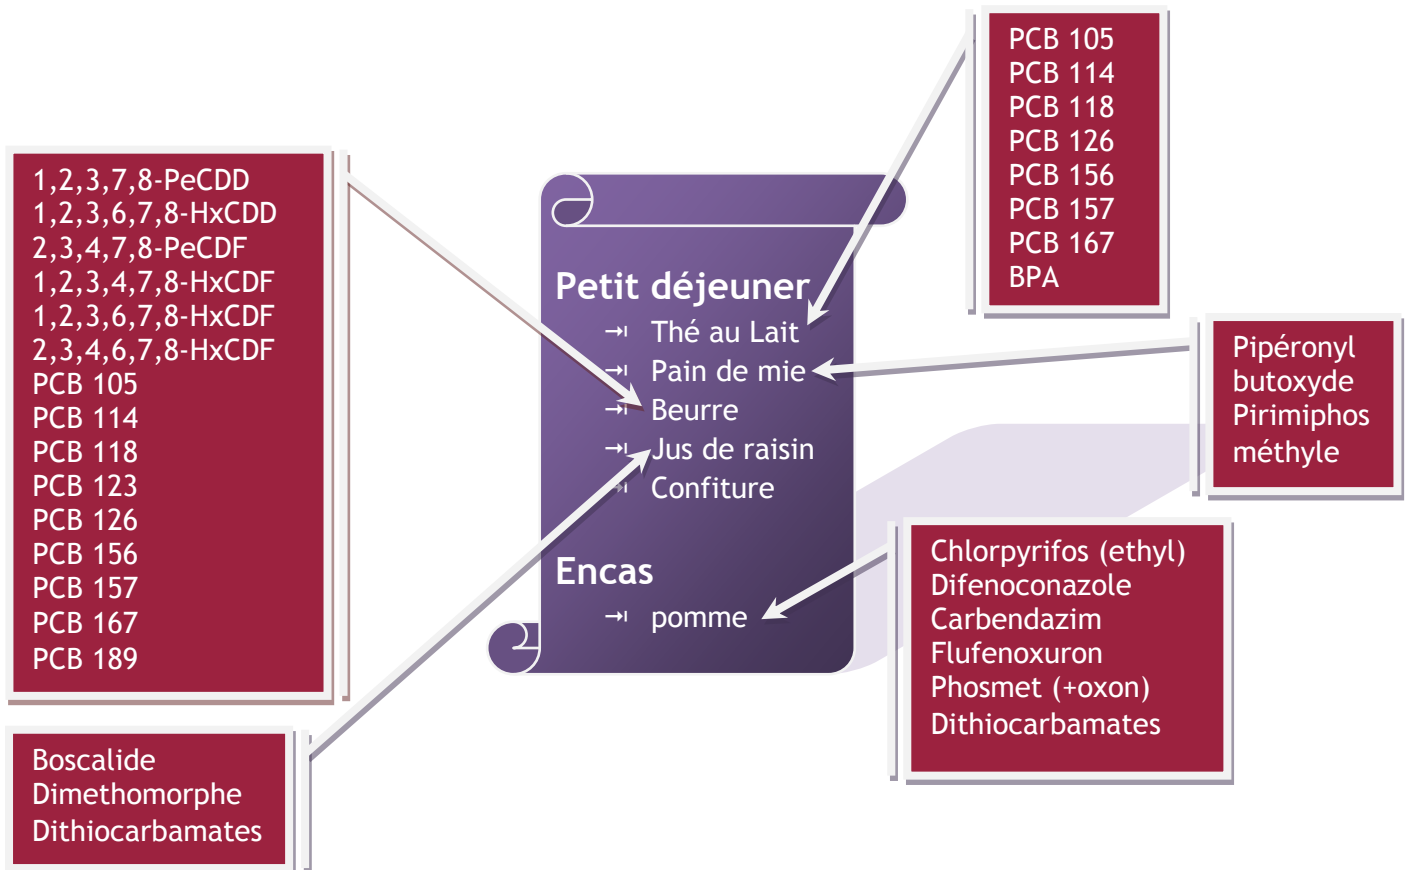 PCB 105
PCB 114
PCB 118
PCB 126
PCB 156
PCB 157
PCB 167
BPA
1,2,3,7,8-PeCDD
1,2,3,6,7,8-HxCDD
2,3,4,7,8-PeCDF
1,2,3,4,7,8-HxCDF
1,2,3,6,7,8-HxCDF
2,3,4,6,7,8-HxCDF
PCB 105
PCB 114
PCB 118
PCB 123
PCB 126
PCB 156
PCB 157
PCB 167
PCB 189
Petit déjeuner
Thé au Lait
Pain de mie
Beurre
Jus de raisin
Confiture
Encas
pomme
Pipéronyl
butoxyde
Pirimiphos
méthyle
Chlorpyrifos (ethyl)
Difenoconazole
Carbendazim
Flufenoxuron
Phosmet (+oxon)
Dithiocarbamates
Boscalide
Dimethomorphe
Dithiocarbamates